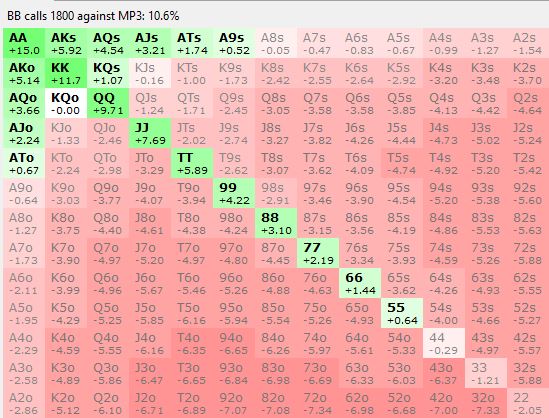 BB calls 1800 against MP3: 10.6%
AA AKs AQs AJs ATs A9s A8s A7s A6s A5s A4s A3s A2s
+15.0 +5.92 +4.54 +3.21 +1.74 +0.52 -0.05 -0.47 -0.83 -0.67 -0.99 -1.27 -1.54
AKo KK KQs KJs KTs K9s K8s K7s K6s K5s K4s K3s K2s
+5.14 +11.7 +1.07 -0.16 -1.00 -1.73 -2.42 -2.55 -2.64 -2.92 -3.20 -3.48 -3.70
AQo KQo QQ QJs QTs Q9s Q8s Q7s Q6s Q5s Q4s Q3s Q2s
+3.66 -0.00 +9.71 -1.24 -1.71 -2.45 -3.07 -3.58 -3.58 -3.85 -4.13 -4.42 -4.64
AJo KJo QJo JJ JTs J9s J8s J7s J6s J5s J4s J3s J2s
+2.24 -1.33 -2.46 +7.69 -2.02 -2.74 -3.27 -3.82 -4.26 -4.44 -4.73 -5.02 -5.24
ATo KTo QTo JTo TT T9s T8s T7s T6s T5s T4s T3s T2s
+0.67 -2.24 -2.98 -3.29 +5.89 -2.62 -3.07 -3.62 -4.09 -4.74 -4.92 -5.20 -5.42
A9o K9o Q9o J9o T9o 99 98s 97s 96s 95s 94s 93s 92s
-0.64 -3.03 -3.77 -4.07 -3.94 +4.22 -2.91 -3.46 -3.90 -4.54 -5.20 -5.38 -5.60
A8o K8o Q8o J8o T8o 98o 88 87s 86s 85s 84s 83s 82s
-1.27 -3.75 -4.40 -4.61 -4.38 -4.24 +3.10 -3.15 -3.56 -4.19 -4.86 -5.53 -5.63
A7o K7o Q7o J7o T7o 97o 87o 77 76s 75s 74s 73s 72s
-1.73 -3.90 -4.97 -5.20 -4.97 -4.80 -4.45 +2.19 -3.34 -3.93 -4.59 -5.26 -5.88
A6o K6o Q6o J6o T6o 96o 86o 76o 66 65s 64s 63s 62s
-2.11 -3.99 -4.96 -5.67 -5.46 -5.26 -4.88 -4.63 +1.44 -3.62 -4.26 -4.93 -5.55
A5o K5o Q5o J5o T5o 95o 85o 75o 65o 55 54s 53s 52s
-1.95 -4.29 -5.25 -5.85 -6.16 -5.94 -5.54 -5.26 -4.93 +0.64 -4.00 -4.66 -5.27
A4o K4o Q4o J4o T4o 94o 84o 74o 64o 54o 44 43s 42s
-2.29 -4.59 -5.55 -6.16 -6.35 -6.65 -6.26 -5.97 -5.61 -5.33 -0.29 -4.97 -5.57
A3o K3o Q3o J3o T3o 93o 83o 73o 63o 53o 43o 33 32s
-2.58 -4.89 -5.86 -6.47 -6.65 -6.84 -6.98 -6.69 -6.33 -6.03 -6.37 -1.21 -5.88
A2o K2o Q2o J2o T2o 92o 82o 72o 62o 52o 42o 32o 22
-2.86 -5.12 -6.10 -6.71 -6.89 -7.07 -7.08 -7.34 -6.98 -6.68 -7.00 -7.33 -2.05